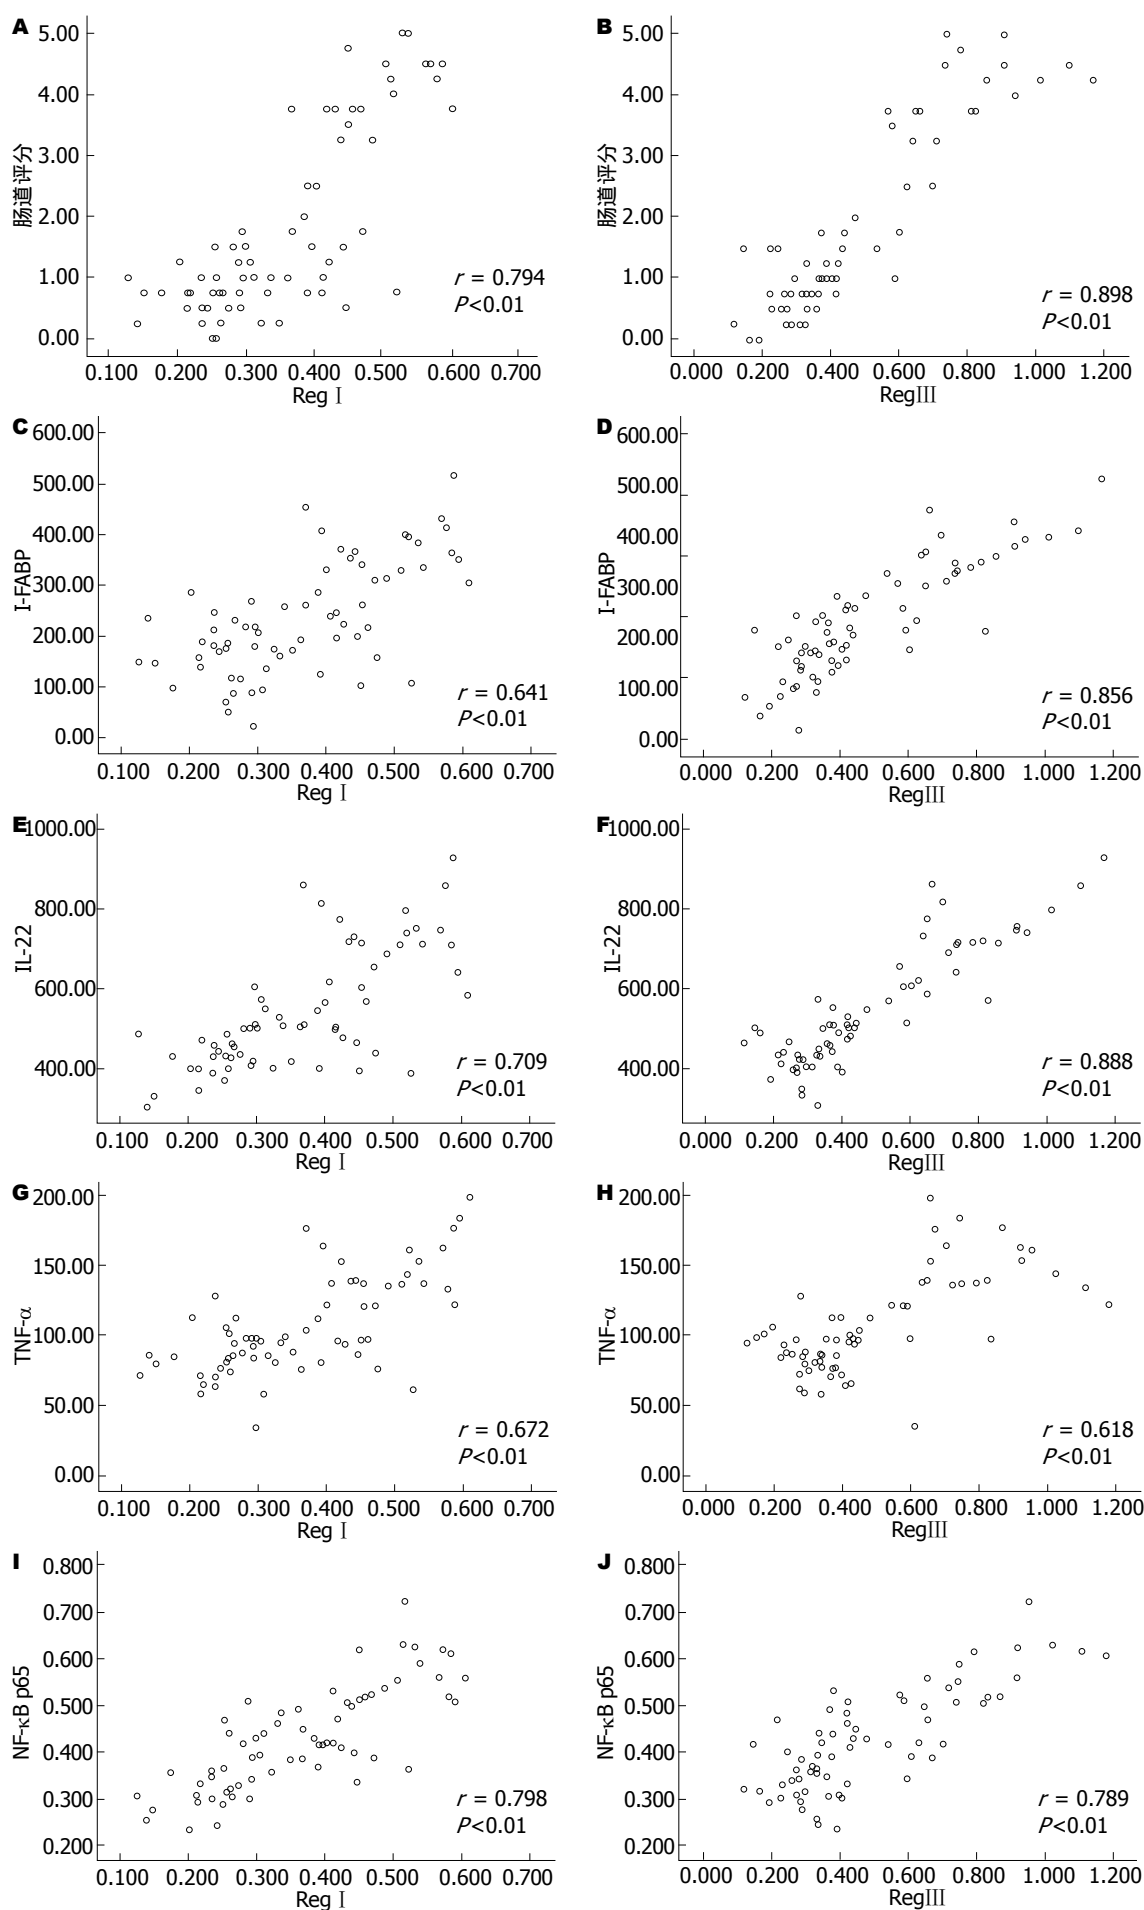 A
5.00
4.00
3.00
2.00
1.00
0.00
肠道评分
r = 0.794
P<0.01
0.100 0.200 0.300 0.400 0.500 0.600 0.700
Reg Ⅰ
B
5.00
4.00
3.00
2.00
1.00
0.00
肠道评分
r = 0.898
P<0.01
0.000 0.200 0.400 0.600 0.800 1.000 1.200
RegⅢ
C
600.00
500.00
400.00
300.00
200.00
100.00
0.00
I-FABP
r = 0.641
P<0.01
0.100 0.200 0.300 0.400 0.500 0.600 0.700
Reg Ⅰ
D
600.00
500.00
400.00
300.00
200.00
100.00
0.00
I-FABP
r = 0.856
P<0.01
0.000 0.200 0.400 0.600 0.800 1.000 1.200
RegⅢ
E
1000.00
800.00
600.00
400.00
IL-22
r = 0.709
P<0.01
0.100 0.200 0.300 0.400 0.500 0.600 0.700
Reg Ⅰ
F
1000.00
800.00
600.00
400.00
IL-22
r = 0.888
P<0.01
0.000 0.200 0.400 0.600 0.800 1.000 1.200
RegⅢ
G
200.00
150.00
100.00
50.00
0.00
TNF-α
r = 0.672
P<0.01
0.100 0.200 0.300 0.400 0.500 0.600 0.700
Reg Ⅰ
H
200.00
150.00
100.00
50.00
0.00
TNF-α
r = 0.618
P<0.01
0.000 0.200 0.400 0.600 0.800 1.000 1.200
RegⅢ
I
0.800
0.700
0.600
0.500
0.400
0.300
0.200
NF-κB p65
r = 0.798
P<0.01
0.100 0.200 0.300 0.400 0.500 0.600 0.700
Reg Ⅰ
J
0.800
0.700
0.600
0.500
0.400
0.300
0.200
NF-κB p65
r = 0.789
P<0.01
0.000 0.200 0.400 0.600 0.800 1.000 1.200
RegⅢ